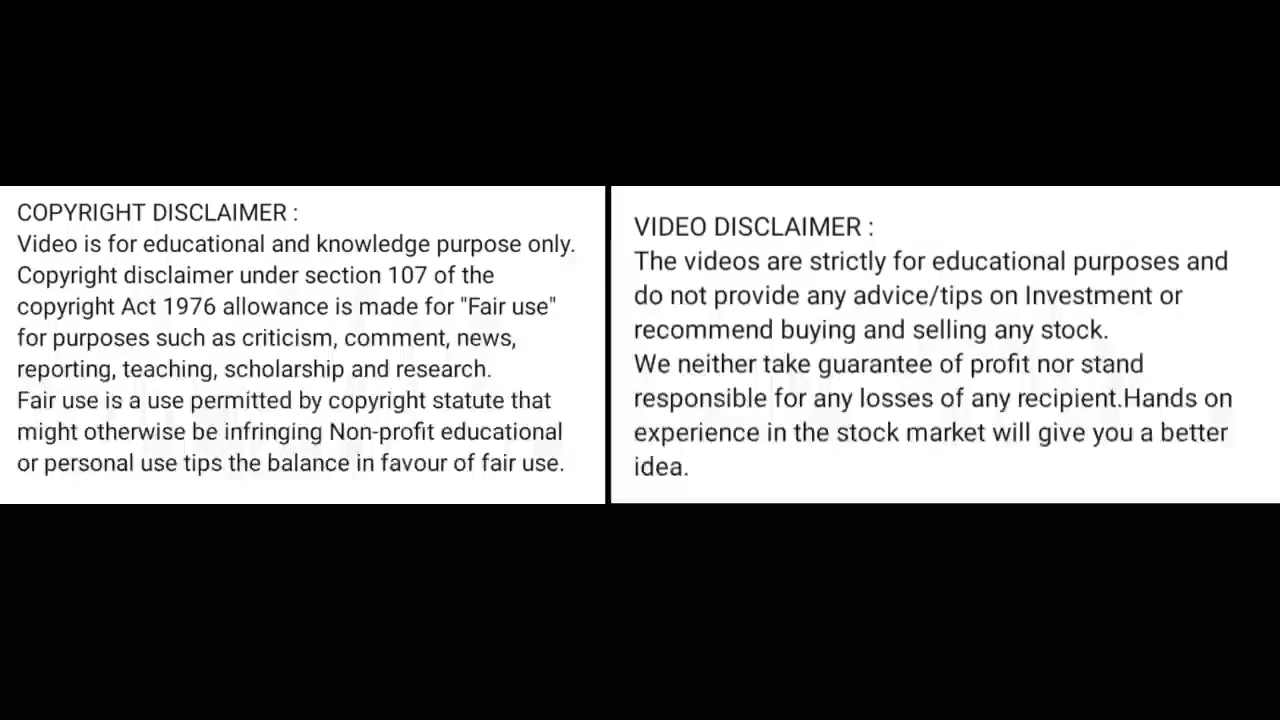 COPYRIGHT DISCLAIMER :
Video is for educational and knowledge purpose only.
Copyright disclaimer under section 107 of the
copyright Act 1976 allowance is made for "Fair use"
for purposes such as criticism, comment, news,
reporting, teaching, scholarship and research.
Fair use is a use permitted by copyright statute that
might otherwise be infringing Non-profit educational
or personal use tips the balance in favour of fair use.
VIDEO DISCLAIMER :
The videos are strictly for educational purposes and
do not provide any advice/tips on Investment or
recommend buying and selling any stock.
We neither take guarantee of profit nor stand
responsible for any losses of any recipient.Hands on
experience in the stock market will give you a better
idea.